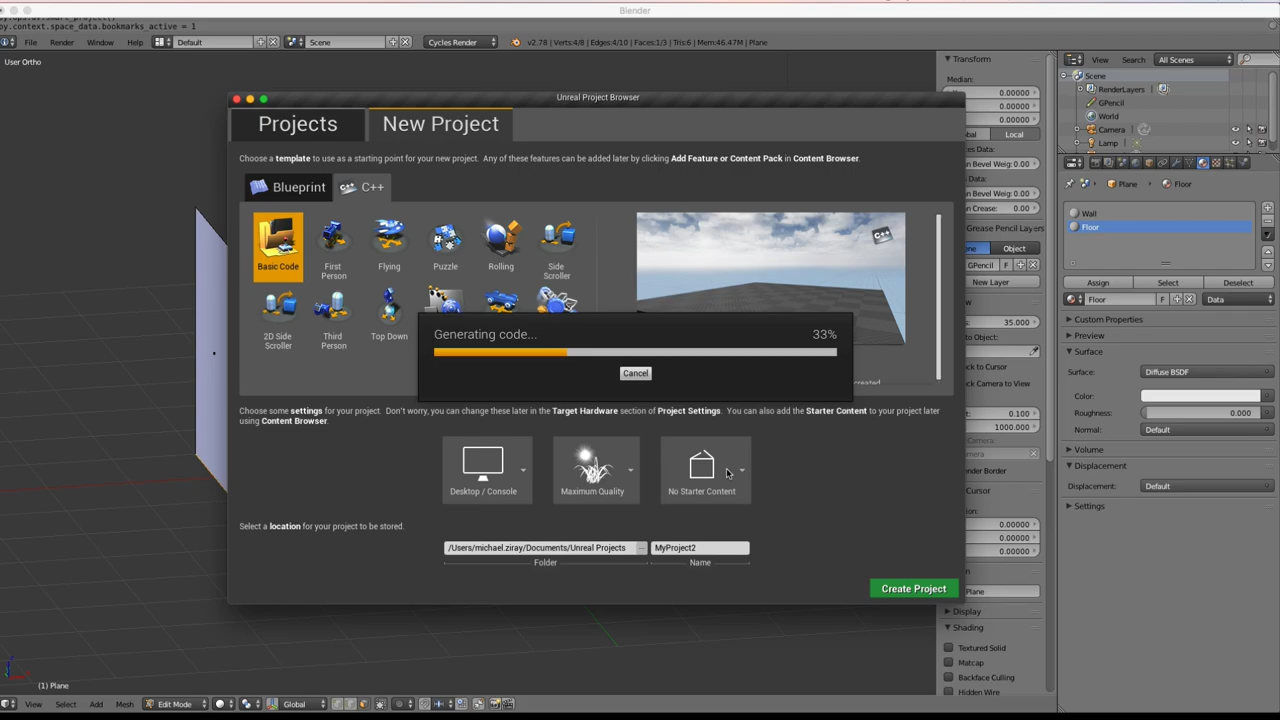 Blender
py.context.space_data.bookmarks_active = 1
File Render Window Help Default Scene Cycles Render v2.78 | Verts:4/8 | Edges:4/10 | Faces:1/3 | Tris:6 | Mem:46.47M | Plane
View Search All Scenes
User Ortho
Transform
Median:
0.00000
0.00000
0.00000
Local
Bevel Weig: 0.00
Data:
Bevel Weig: 0.00
Crease: 0.00
Grease Pencil Layers
Object
GPencil F
New Layer
35.000
to Object:
to Cursor
Camera to View
0.100
1000.000
Camera:
Render Border
Cursor
0.00000
0.00000
0.00000
Plane
Display
Shading
Textured Solid
Matcap
Backface Culling
Hidden Wire
Scene
RenderLayers
GPencil
World
Camera
Lamp
Plane Floor
Wall
Floor
Assign Select Deselect
Floor F Data
Custom Properties
Preview
Surface
Surface: Diffuse BSDF
Color:
Roughness: 0.000
Normal: Default
Volume
Displacement
Displacement: Default
Settings
Unreal Project Browser
Projects New Project
Choose a template to use as a starting point for your new project. Any of these features can be added later by clicking Add Feature or Content Pack in Content Browser.
Blueprint C++
Basic Code
First Person
Flying
Puzzle
Rolling
Side Scroller
C++
2D Side Scroller
Third Person
Top Down
Generating code... 33%
Cancel
created
Choose some settings for your project. Don't worry, you can change these later in the Target Hardware section of Project Settings. You can also add the Starter Content to your project later
using Content Browser.
Desktop / Console Maximum Quality No Starter Content
Select a location for your project to be stored.
/Users/michael.ziray/Documents/Unreal Projects ... MyProject2
Folder Name
Create Project
(1) Plane
View Select Add Mesh Edit Mode Global